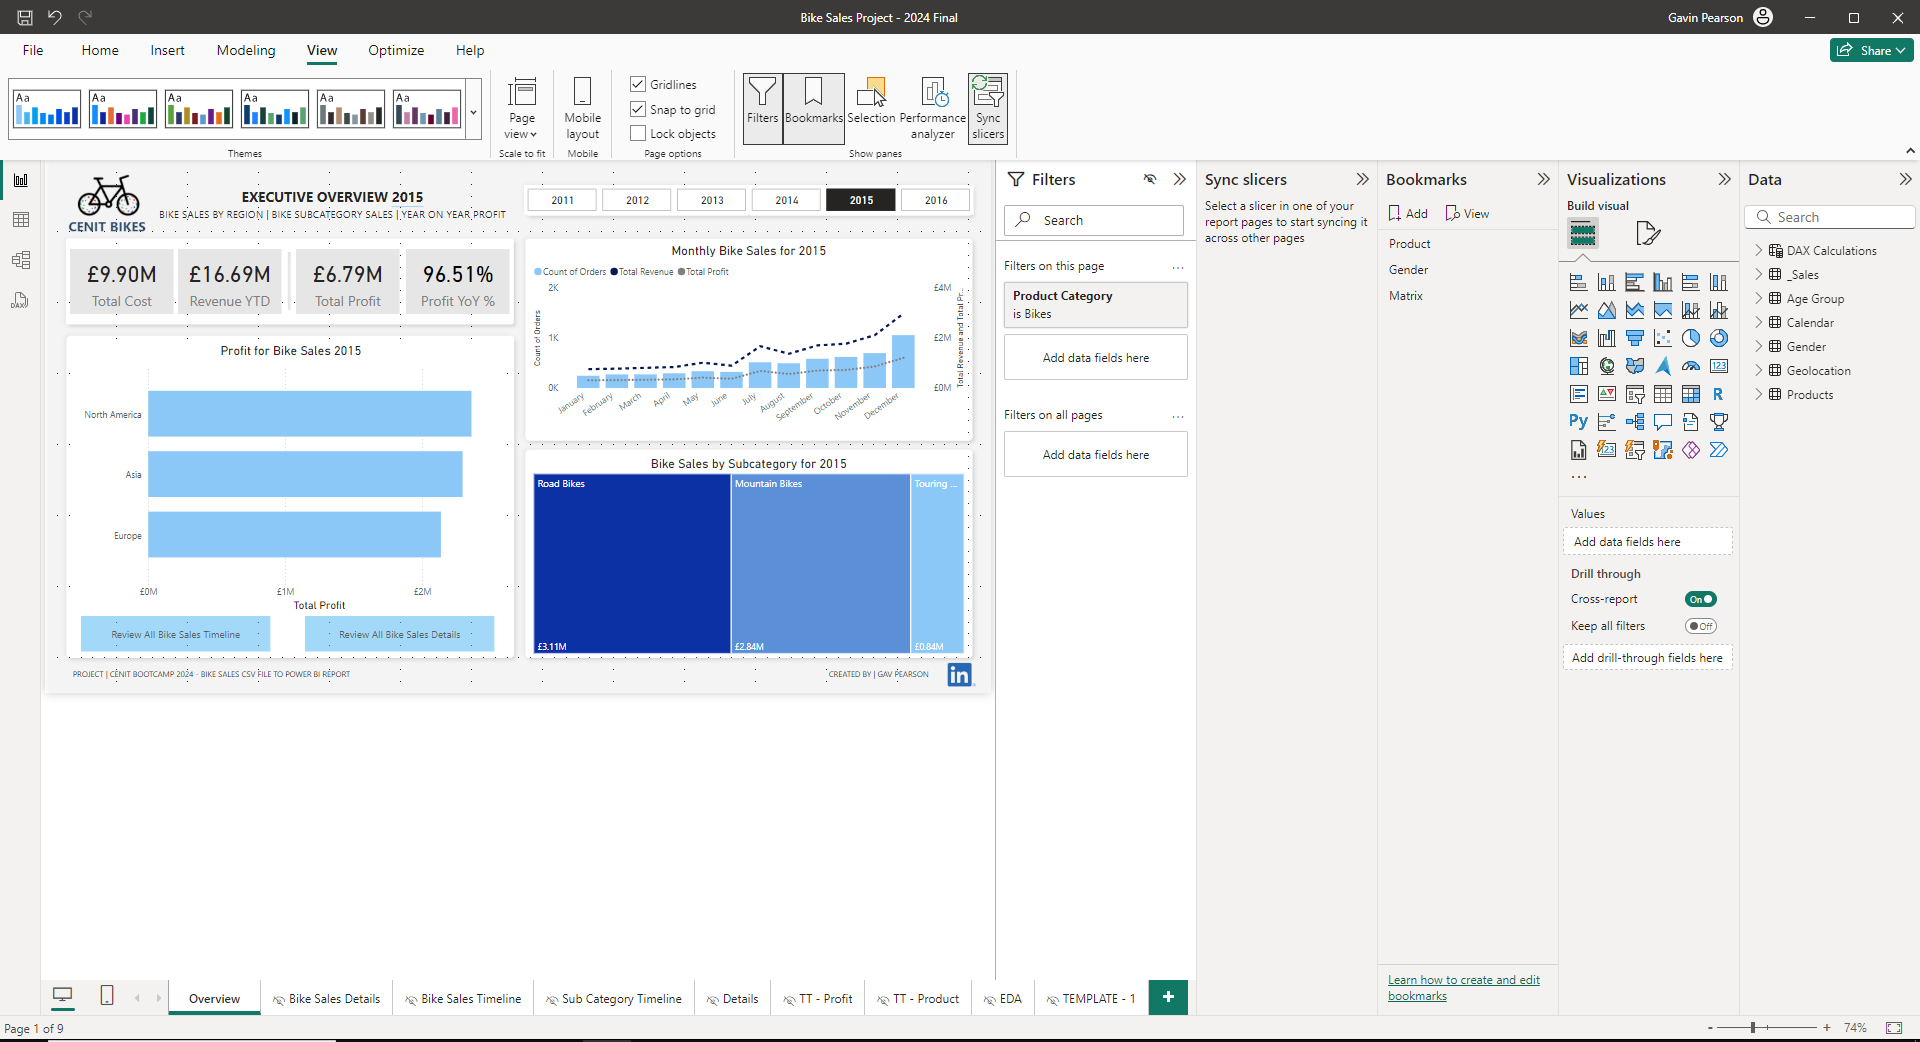 Bike Sales Project - 2024 Final
Gavin Pearson
File
Home
Insert
Modeling
View
Optimize
Help
Share
Aa
Aa
Aa
Aa
Aa
Aa
Themes
Page view
Scale to fit
Mobile layout
Mobile
Gridlines
Snap to grid
Lock objects
Page options
Filters
Bookmarks
Selection
Performance analyzer
Sync slicers
Show panes
CENIT BIKES
EXECUTIVE OVERVIEW 2015
BIKE SALES BY REGION | BIKE SUBCATEGORY SALES | YEAR ON YEAR PROFIT
2011
2012
2013
2014
2015
2016
£9.90M
Total Cost
£16.69M
Revenue YTD
£6.79M
Total Profit
96.51%
Profit YoY %
Profit for Bike Sales 2015
North America
Asia
Europe
£0M
£1M
£2M
Total Profit
Review All Bike Sales Timeline
Review All Bike Sales Details
Monthly Bike Sales for 2015
Count of Orders
Total Revenue
Total Profit
2K
1K
0K
Count of Orders
£4M
£2M
£0M
Total Revenue and Total Pr...
January
February
March
April
May
June
July
August
September
October
November
December
Bike Sales by Subcategory for 2015
Road Bikes
£3.11M
Mountain Bikes
£2.84M
Touring ...
£0.84M
PROJECT | CENIT BOOTCAMP 2024 - BIKE SALES CSV FILE TO POWER BI REPORT
CREATED BY | GAV PEARSON
in
Filters
Search
Filters on this page
...
Product Category
is Bikes
Add data fields here
Filters on all pages
...
Add data fields here
Sync slicers
Select a slicer in one of your
report pages to start syncing it
across other pages
Bookmarks
Add
View
Product
Gender
Matrix
Learn how to create and edit
bookmarks
Visualizations
Build visual
123
R
Py
123
...
Values
Add data fields here
Drill through
Cross-report
On
Keep all filters
Off
Add drill-through fields here
Data
Search
DAX Calculations
_Sales
Age Group
Calendar
Gender
Geolocation
Products
DAX
Overview
Bike Sales Details
Bike Sales Timeline
Sub Category Timeline
Details
TT - Profit
TT - Product
EDA
TEMPLATE - 1
+
Page 1 of 9
-
+
74%